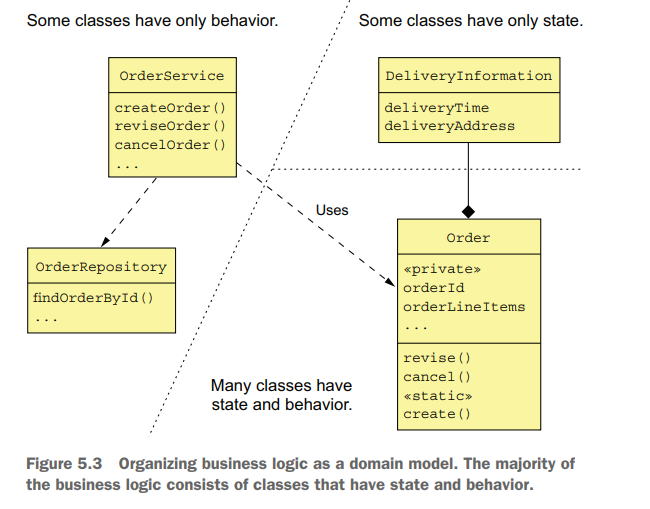 Some classes have only behavior.
Some classes have only state.
OrderService
createOrder()
reviseOrder()
cancelOrder()
...
DeliveryInformation
deliveryTime
deliveryAddress
Uses
OrderRepository
findOrderById()
...
Order
«private»
orderId
orderLineItems
...
revise()
cancel()
«static»
create()
Many classes have
state and behavior.
Figure 5.3 Organizing business logic as a domain model. The majority of
the business logic consists of classes that have state and behavior.